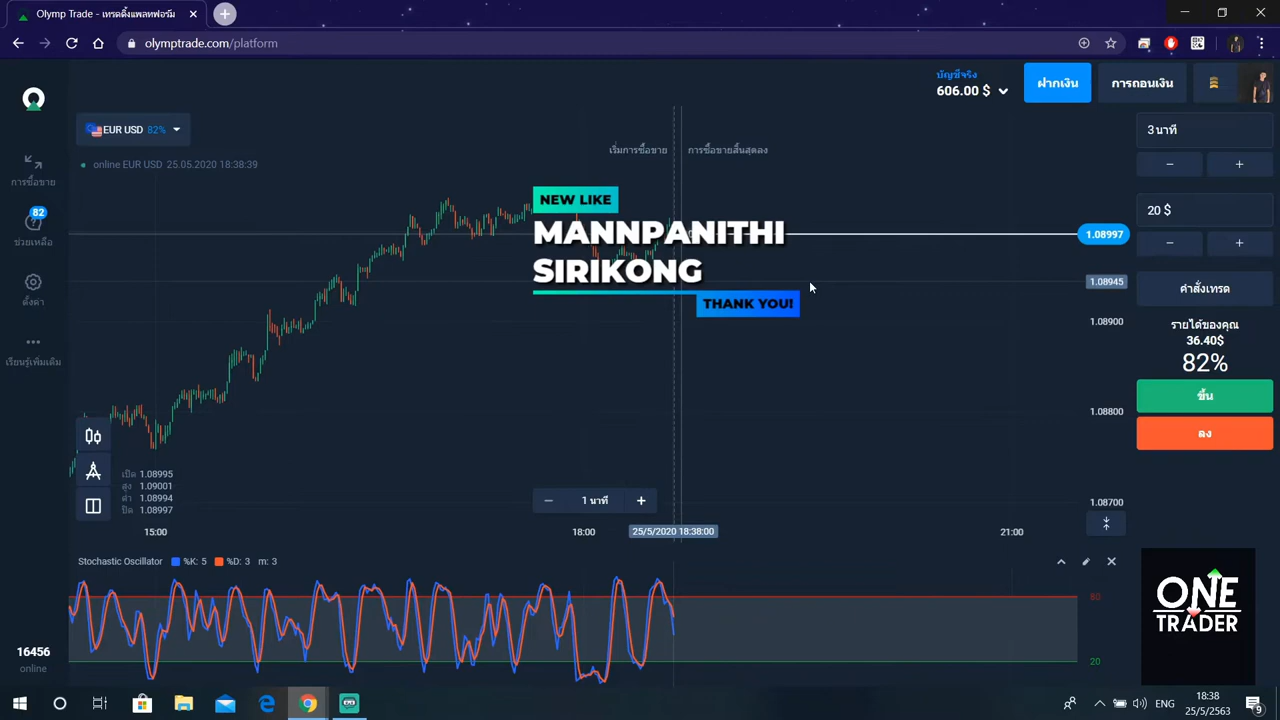 Olymp Trade - เทรดดิ้งแพลทฟอร์ม
olymptrade.com/platform
บัญชีจริง
606.00 $
ฝากเงิน
การถอนเงิน
EUR USD 82%
online EUR USD 25.05.2020 18:38:39
เริ่มการซื้อขาย
การซื้อขายสิ้นสุดลง
การซื้อขาย
82
ช่วยเหลือ
ตั้งค่า
เรียนรู้เพิ่มเติม
NEW LIKE
MANNPANITHI
SIRIKONG
THANK YOU!
1.08997
1.08945
1.08900
1.08800
1.08700
3 นาที
20 $
คำสั่งเทรด
รายได้ของคุณ
36.40$
82%
ขึ้น
ลง
เปิด 1.08995
สูง 1.09001
ต่ำ 1.08994
ปิด 1.08997
1 นาที
15:00
18:00
25/5/2020 18:38:00
21:00
Stochastic Oscillator %K: 5 %D: 3 m: 3
80
20
ONE
TRADER
16456
online
ENG
18:38
25/5/2563
9